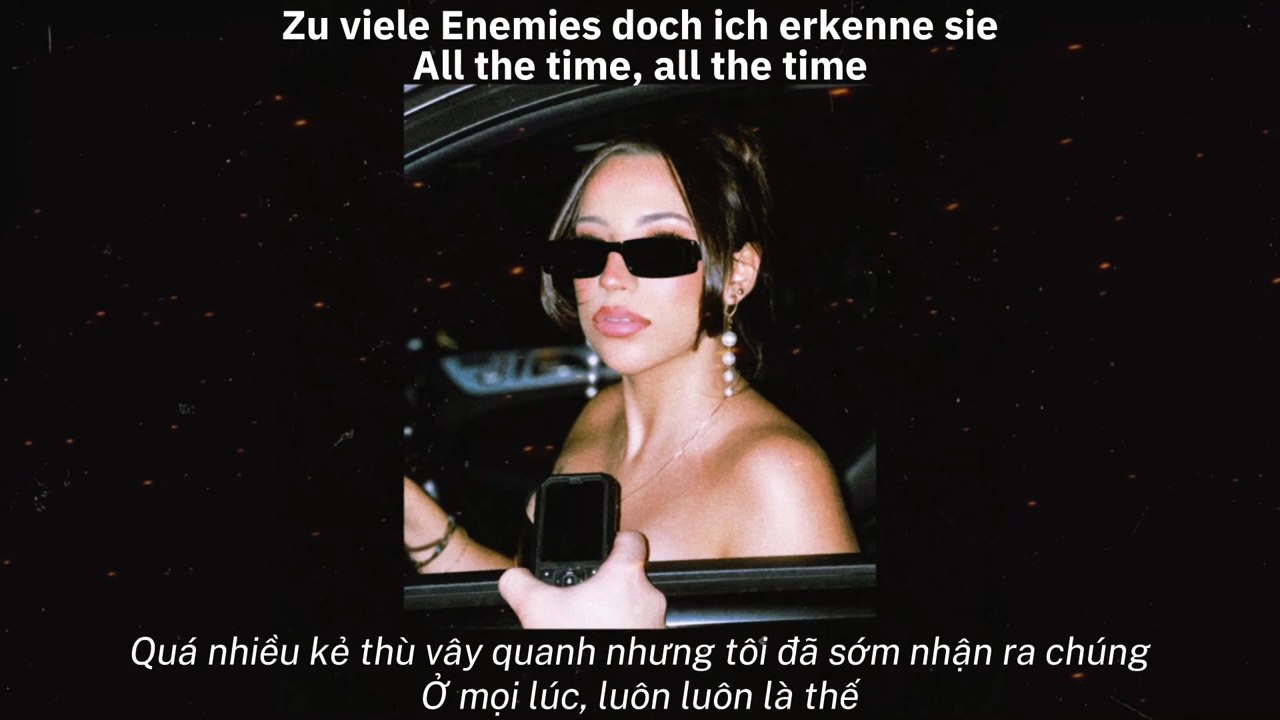 Zu viele Enemies doch ich erkenne sie
All the time, all the time
Quá nhiều kẻ thù vây quanh nhưng tôi đã sớm nhận ra chúng
Ở mọi lúc, luôn luôn là thế